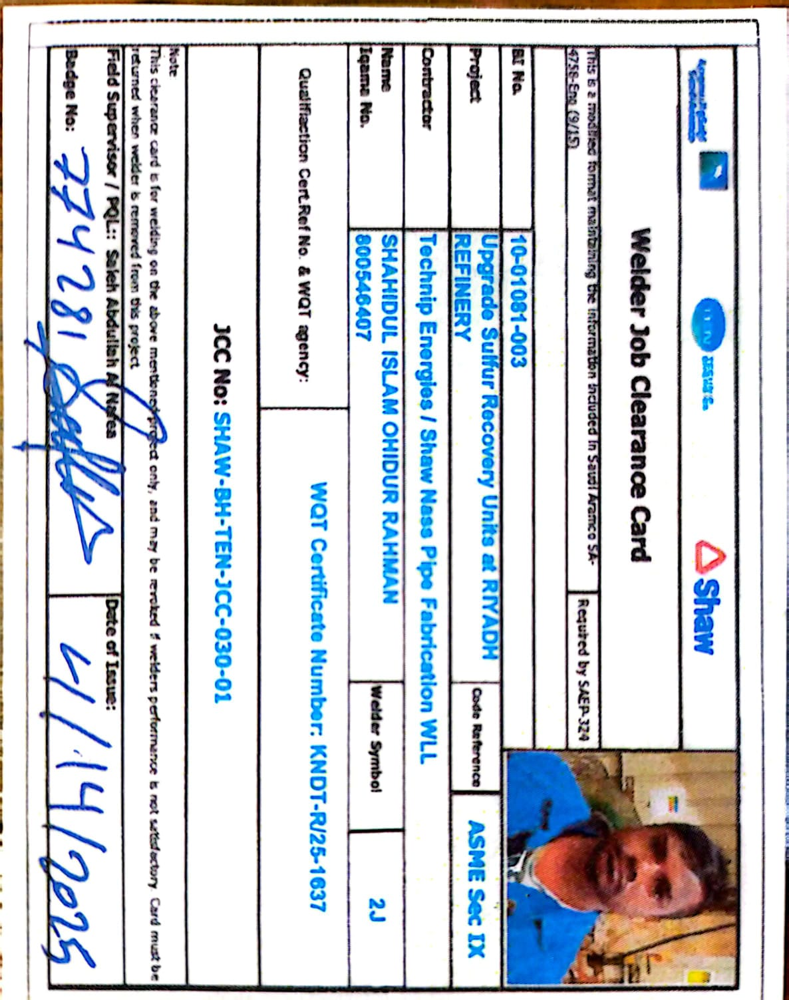 Shaw
Welder Job Clearance Card
This is a modified format maintaining the information included in Saudi Aramco SA-
4758-Eng (9/15)
Required by SAEP-324
BI No.
10-01081-003
Project
Upgrade Sulfur Recovery Units at RIYADH
REFINERY
Code Reference
ASME Sec IX
Contractor
Technip Energies / Shaw Nass Pipe Fabrication WLL
Name
SHAHIDUL ISLAM OHIDUR RAHMAN
Iqama No.
8005546407
Welder Symbol
2J
Qualifiaction Cert.Ref No. & WQT agency:
WQT Certificate Number: KNDT-R/25-1637
JCC No: SHAW-BH-TEN-JCC-030-01
Note
This clearance card is for welding on the above mentioned project only, and may be revoked if welders performance is not satisfactory. Card must be
returned when welder is removed from this project
Field Supervisor / PQL:: Saleh Abdullah Al Nafea
Date of Issue:
Badge No: 774281
4/14/2025